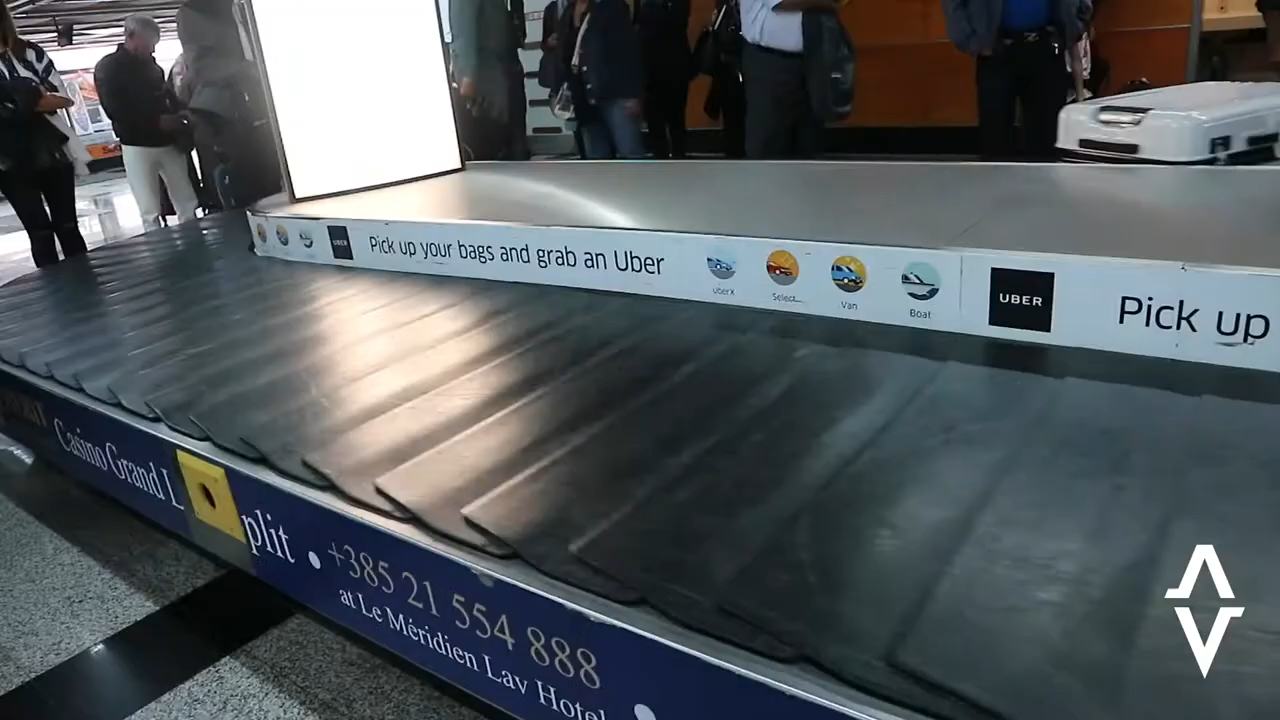 UBER
Pick up your bags and grab an Uber
uberX
Select
Van
Boat
UBER
Pick up
Casino Grand L
plit • +385 21 554 888
at Le Méridien Lav Hotel